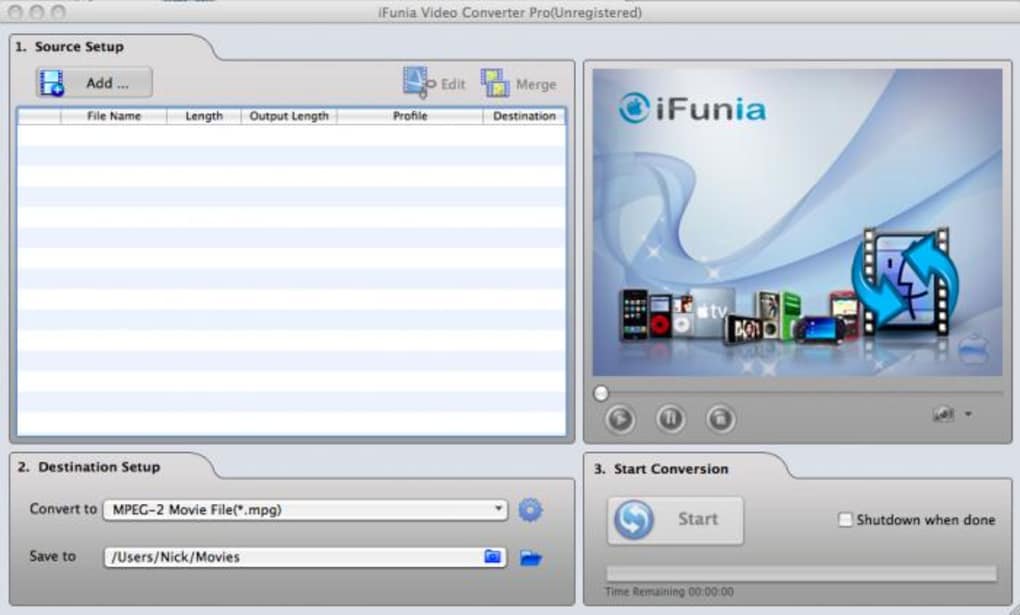 iFunia Video Converter Pro(Unregistered)
1. Source Setup
Add ...
Edit
Merge
File Name
Length
Output Length
Profile
Destination
iFunia
tv
2. Destination Setup
Convert to
MPEG-2 Movie File(*.mpg)
Save to
/Users/Nick/Movies
3. Start Conversion
Start
Shutdown when done
Time Remaining 00:00:00